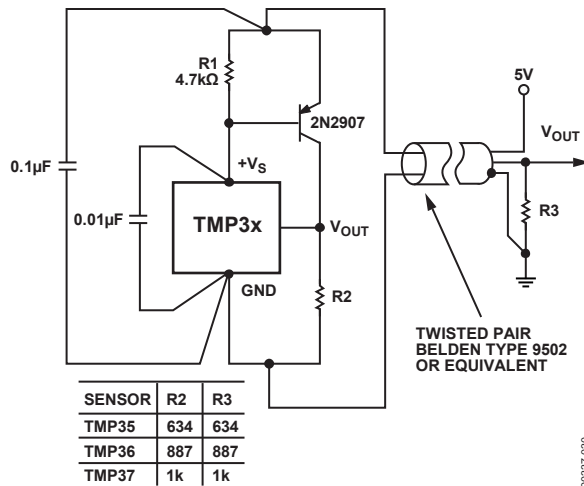 R1
4.7kΩ
2N2907
5V
VOUT
0.1µF
+VS
0.01µF
TMP3x
VOUT
R3
GND
R2
TWISTED PAIR
BELDEN TYPE 9502
OR EQUIVALENT
SENSOR R2 R3
TMP35 634 634
TMP36 887 887
TMP37 1k 1k